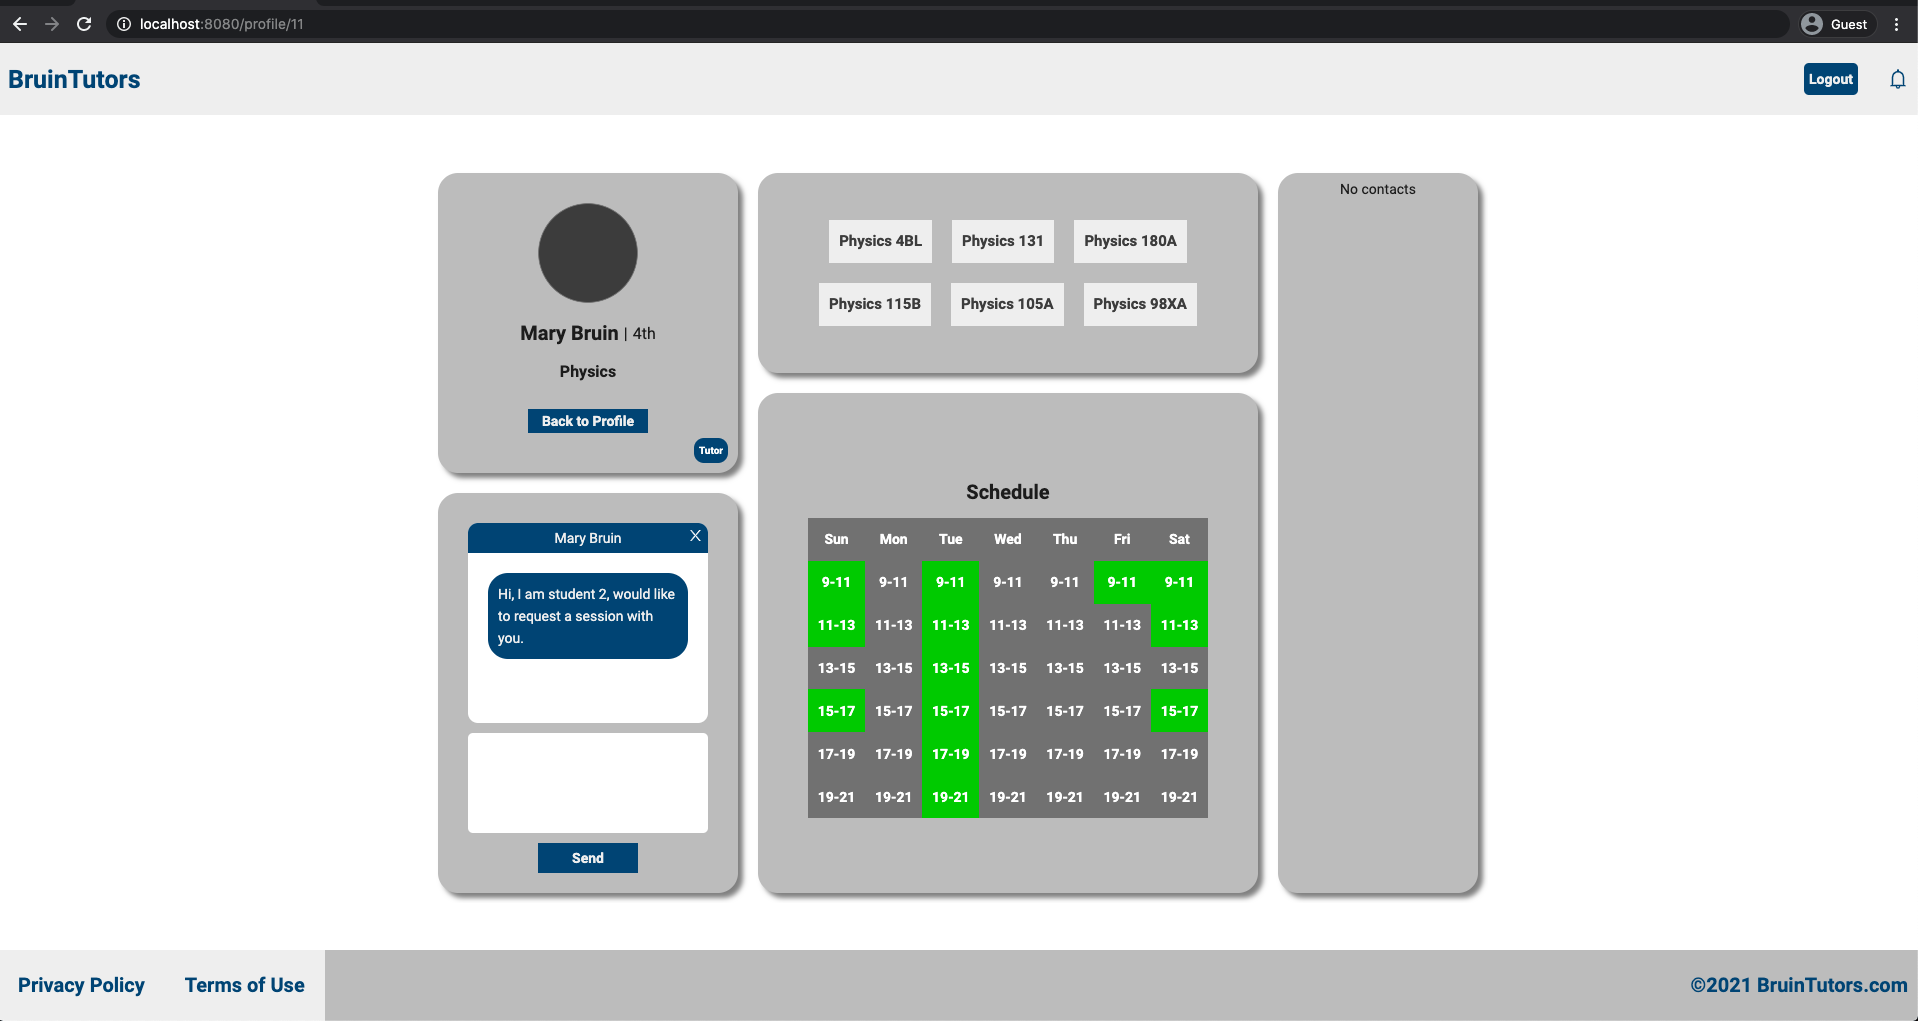 localhost:8080/profile/11
Guest
BruinTutors
Logout
Mary Bruin | 4th
Physics
Back to Profile
Tutor
Physics 4BL Physics 131 Physics 180A
Physics 115B Physics 105A Physics 98XA
No contacts
Mary Bruin X
Hi, I am student 2, would like
to request a session with
you.
Send
Schedule
Sun Mon Tue Wed Thu Fri Sat
9-11 9-11 9-11 9-11 9-11 9-11 9-11
11-13 11-13 11-13 11-13 11-13 11-13 11-13
13-15 13-15 13-15 13-15 13-15 13-15 13-15
15-17 15-17 15-17 15-17 15-17 15-17 15-17
17-19 17-19 17-19 17-19 17-19 17-19 17-19
19-21 19-21 19-21 19-21 19-21 19-21 19-21
Privacy Policy Terms of Use ©2021 BruinTutors.com